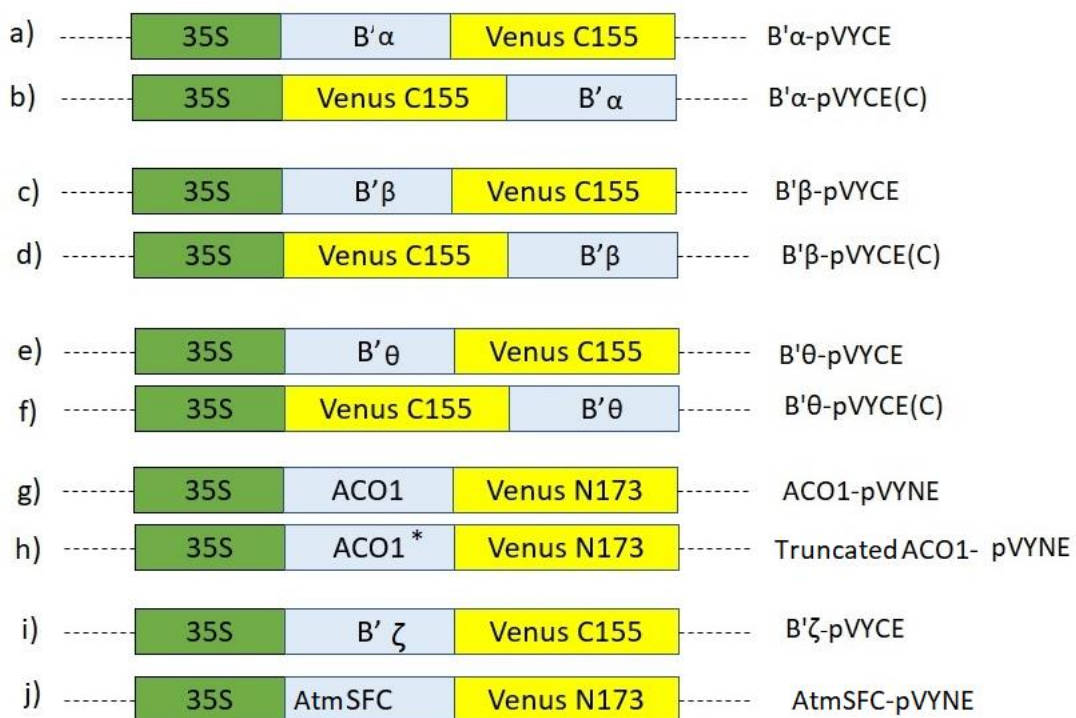 a) 35S B'α Venus C155 B'α-pVYCE
b) 35S Venus C155 B'α B'α-pVYCE(C)
c) 35S B'β Venus C155 B'β-pVYCE
d) 35S Venus C155 B'β B'β-pVYCE(C)
e) 35S B'θ Venus C155 B'θ-pVYCE
f) 35S Venus C155 B'θ B'θ-pVYCE(C)
g) 35S ACO1 Venus N173 ACO1-pVYNE
h) 35S ACO1* Venus N173 Truncated ACO1- pVYNE
i) 35S B' ζ Venus C155 B'ζ-pVYCE
j) 35S AtmSFC Venus N173 AtmSFC-pVYNE